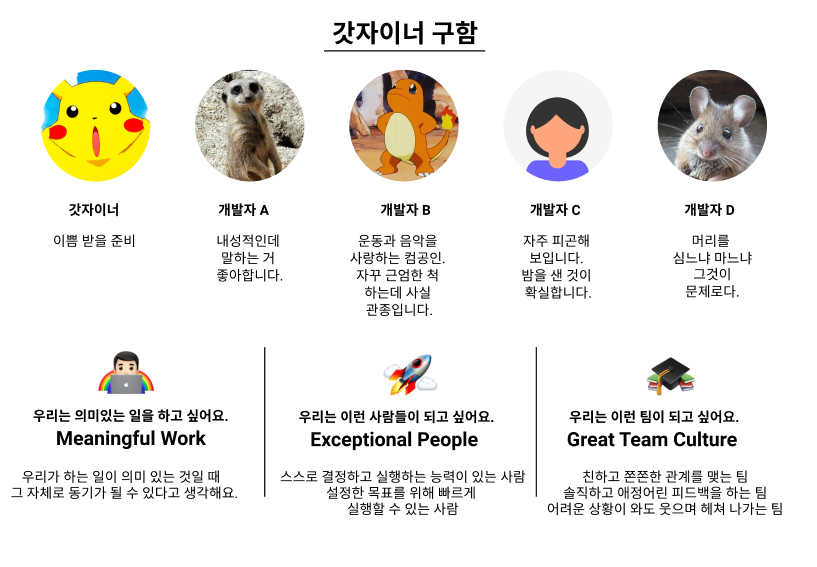 갓자이너 구함
갓자이너
이쁨 받을 준비
개발자 A
내성적인데
말하는 거
좋아합니다.
개발자 B
운동과 음악을
사랑하는 컴공인.
자꾸 근엄한 척
하는데 사실
관종입니다.
개발자 C
자주 피곤해
보입니다.
밤을 샌 것이
확실합니다.
개발자 D
머리를
심느냐 마느냐
그것이
문제로다.
우리는 의미있는 일을 하고 싶어요.
Meaningful Work
우리가 하는 일이 의미 있는 것일 때
그 자체로 동기가 될 수 있다고 생각해요.
우리는 이런 사람들이 되고 싶어요.
Exceptional People
스스로 결정하고 실행하는 능력이 있는 사람
설정한 목표를 위해 빠르게
실행할 수 있는 사람
우리는 이런 팀이 되고 싶어요.
Great Team Culture
친하고 쫀쫀한 관계를 맺는 팀
솔직하고 애정어린 피드백을 하는 팀
어려운 상황이 와도 웃으며 헤쳐 나가는 팀